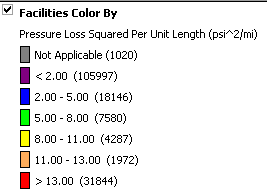 Facilities Color By
Pressure Loss Squared Per Unit Length (psi^2/mi)
Not Applicable (1020)
< 2.00 (105997)
2.00 - 5.00 (18146)
5.00 - 8.00 (7580)
8.00 - 11.00 (4287)
11.00 - 13.00 (1972)
> 13.00 (31844)